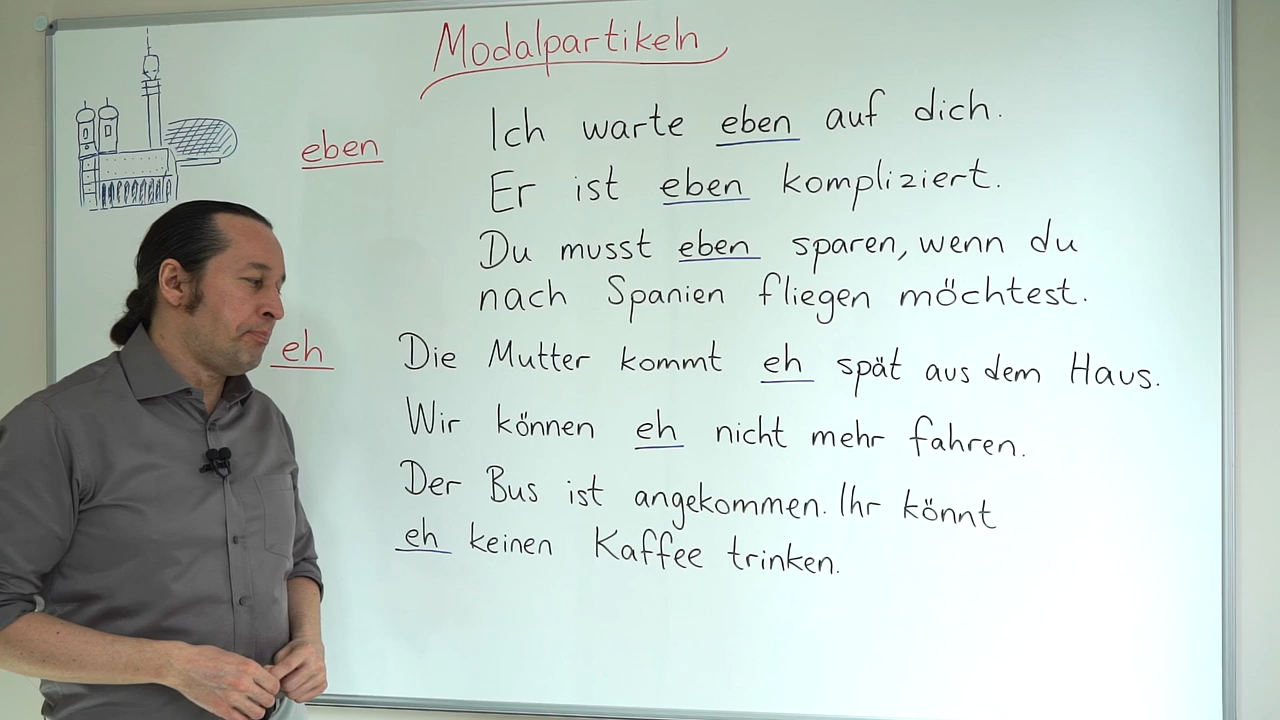 Modalpartikeln
eben
Ich warte eben auf dich.
Er ist eben kompliziert.
Du musst eben sparen, wenn du
nach Spanien fliegen möchtest.
eh
Die Mutter kommt eh spät aus dem Haus.
Wir können eh nicht mehr fahren.
Der Bus ist angekommen. Ihr könnt
eh keinen Kaffee trinken.